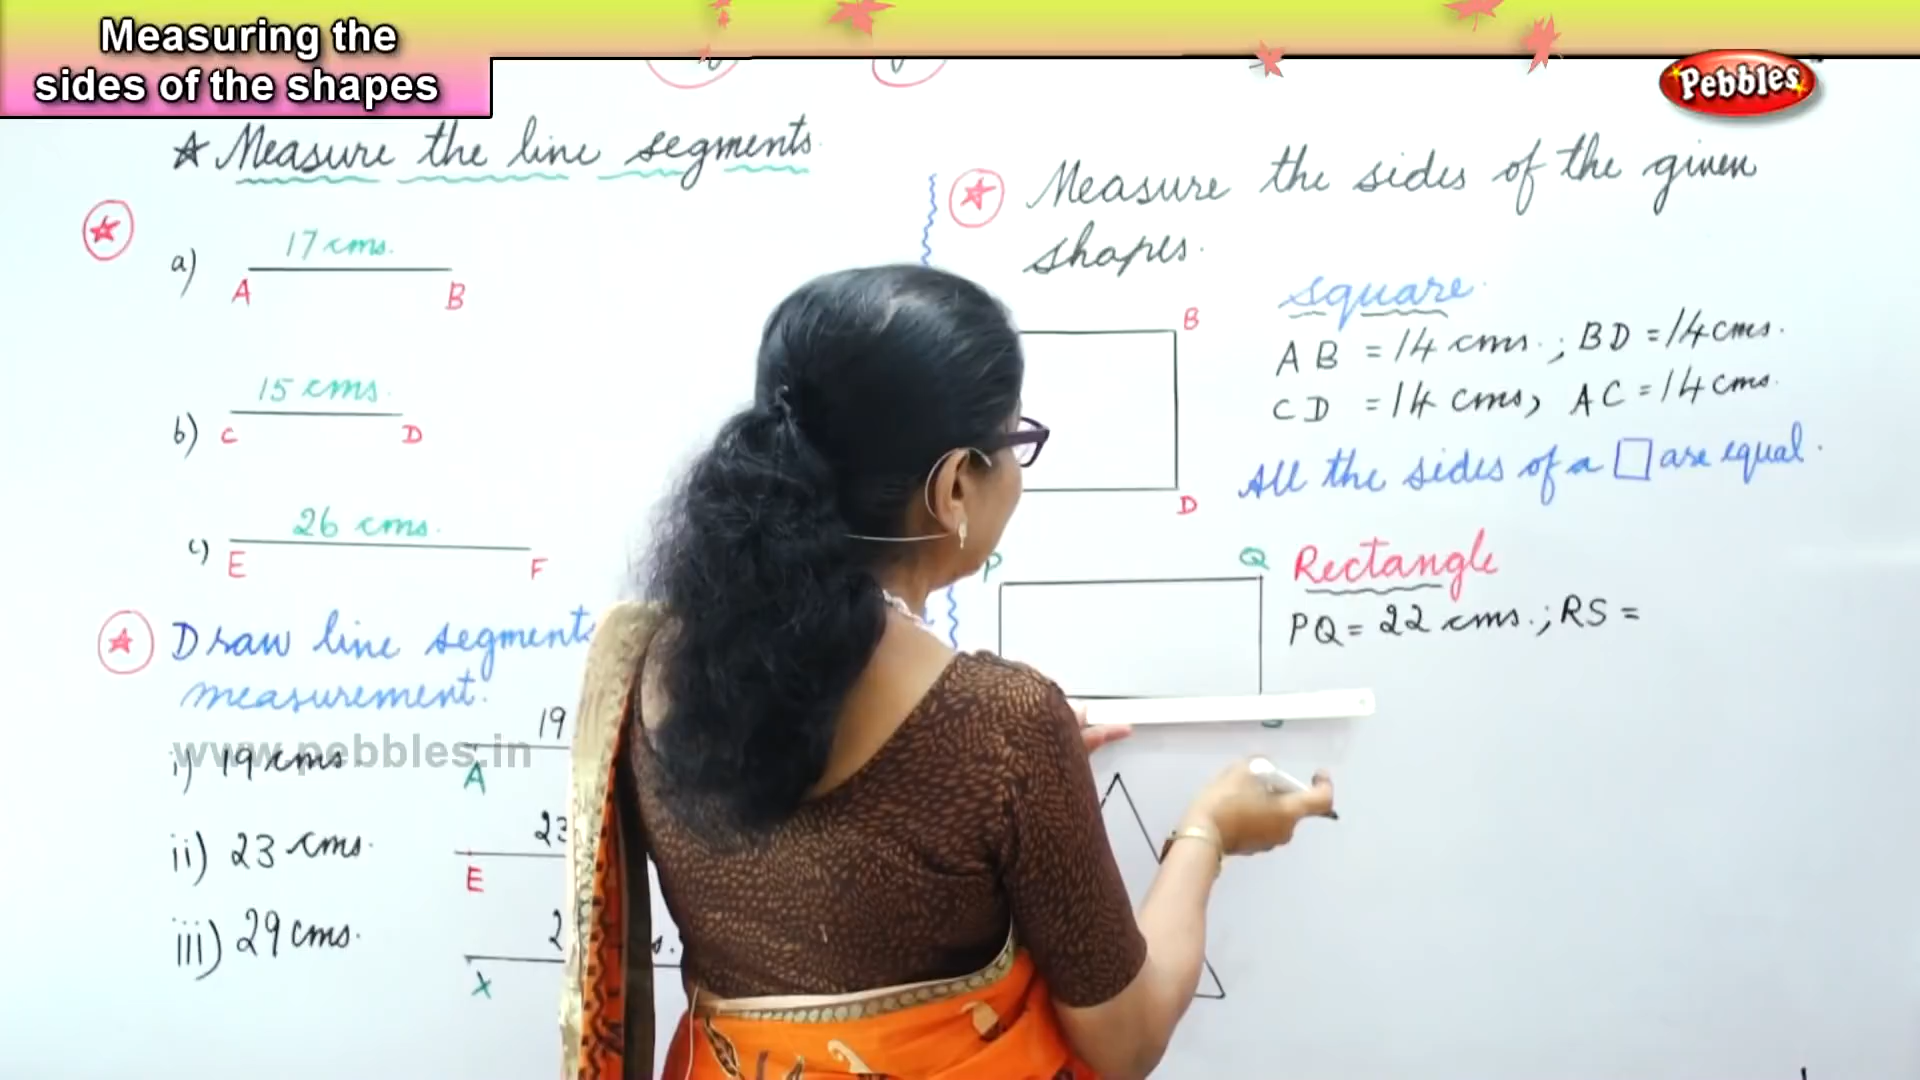 Measuring the
sides of the shapes
Pebbles
Measure the line segments
a) 17 cms.
A B
b) 15 cms.
C D
c) 26 cms.
E F
Draw line segments
measurement.
www.pebbles.in
i) 19 cms.
19
A
ii) 23 cms.
23
E
iii) 29 cms.
2 s.
X
Measure the sides of the given
shapes.
B
D
square.
AB = 14 cms. ; BD = 14 cms.
CD = 14 cms, AC = 14 cms.
All the sides of a □ are equal.
P Q
Rectangle
PQ = 22 cms. ; RS =